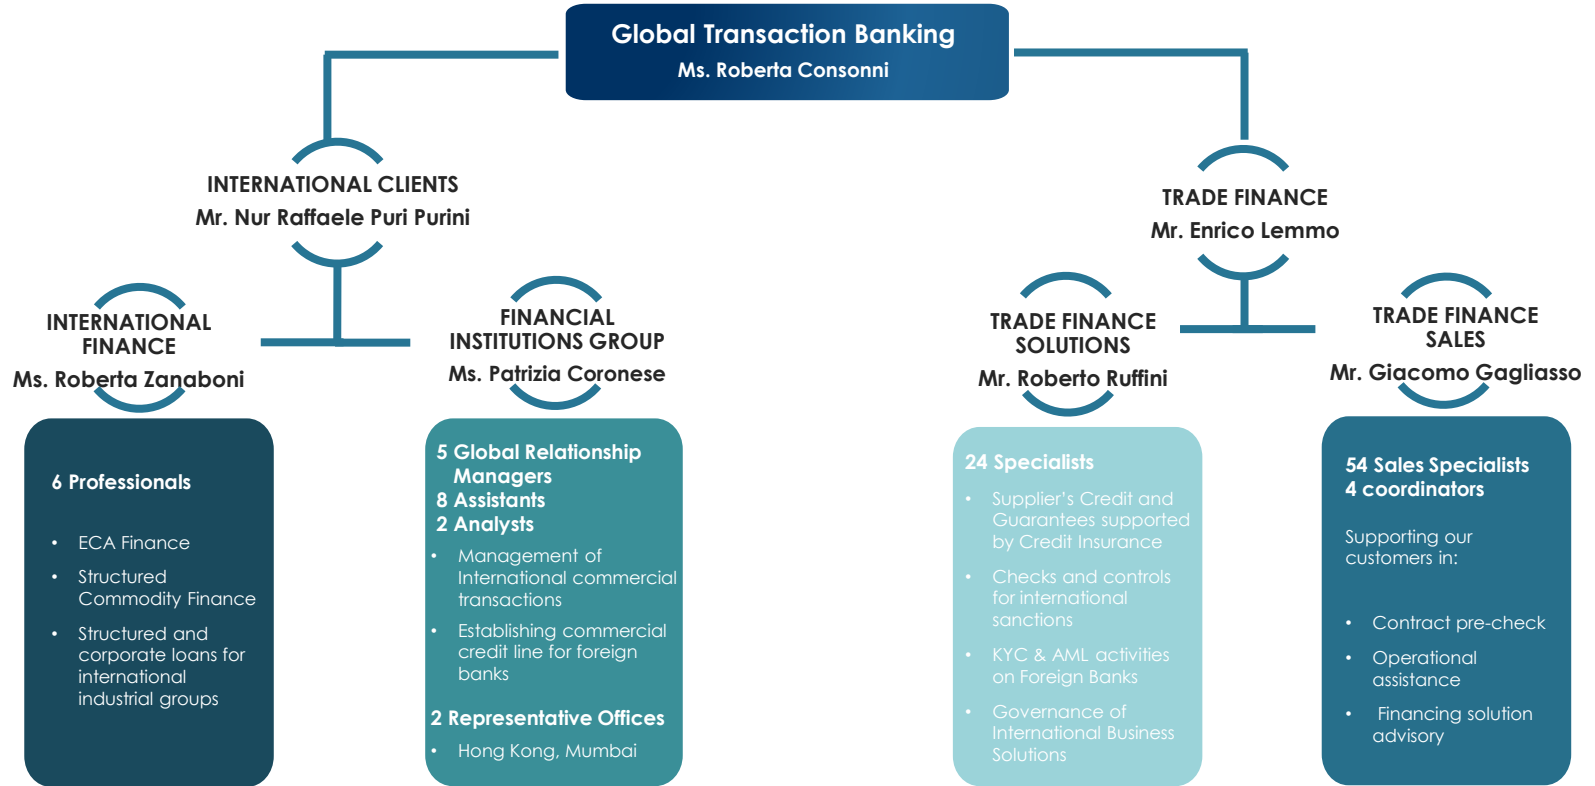 Global Transaction Banking
Ms. Roberta Consonni
INTERNATIONAL CLIENTS
Mr. Nur Raffaele Puri Purini
TRADE FINANCE
Mr. Enrico Lemmo
INTERNATIONAL
FINANCE
Ms. Roberta Zanaboni
FINANCIAL
INSTITUTIONS GROUP
Ms. Patrizia Coronese
TRADE FINANCE
SOLUTIONS
Mr. Roberto Ruffini
TRADE FINANCE
SALES
Mr. Giacomo Gagliasso
6 Professionals
• ECA Finance
• Structured
Commodity Finance
• Structured and
corporate loans for
international
industrial groups
5 Global Relationship
Managers
8 Assistants
2 Analysts
• Management of
International commercial
transactions
• Establishing commercial
credit line for foreign
banks
2 Representative Offices
• Hong Kong, Mumbai
24 Specialists
• Supplier’s Credit and
Guarantees supported
by Credit Insurance
• Checks and controls
for international
sanctions
• KYC & AML activities
on Foreign Banks
• Governance of
International Business
Solutions
54 Sales Specialists
4 coordinators
Supporting our
customers in:
• Contract pre-check
• Operational
assistance
• Financing solution
advisory